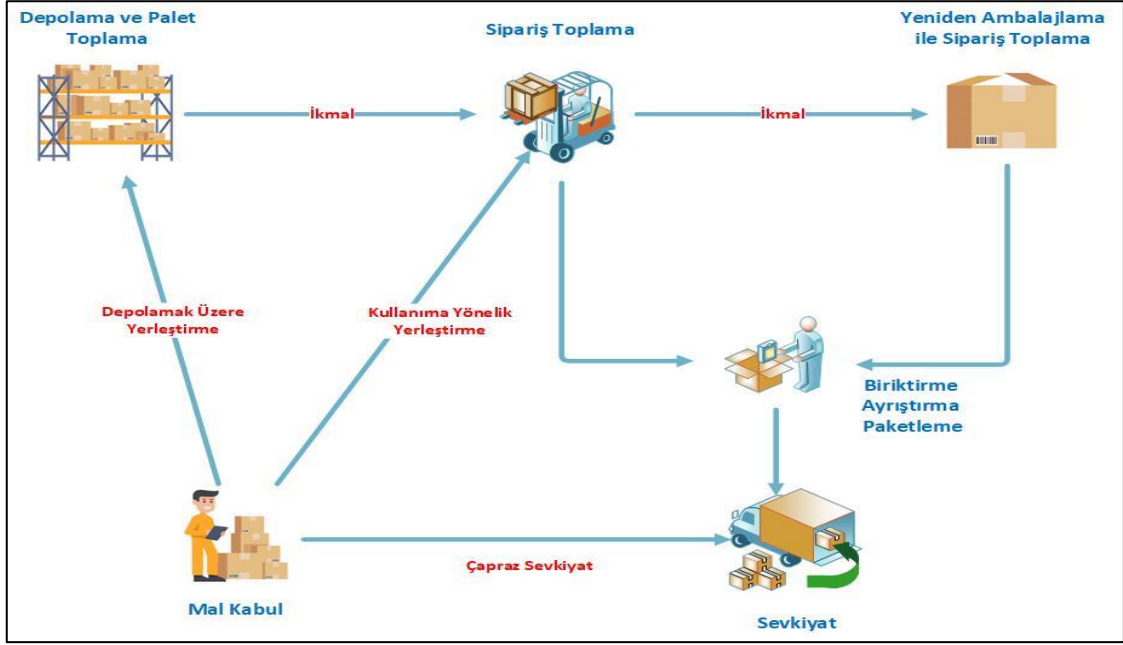 Depolama ve Palet
Toplama
Sipariş Toplama
Yeniden Ambalajlama
ile Sipariş Toplama
İkmal
İkmal
Depolamak Üzere
Yerleştirme
Kullanıma Yönelik
Yerleştirme
Biriktirme
Ayrıştırma
Paketleme
Çapraz Sevkiyat
Mal Kabul
Sevkiyat